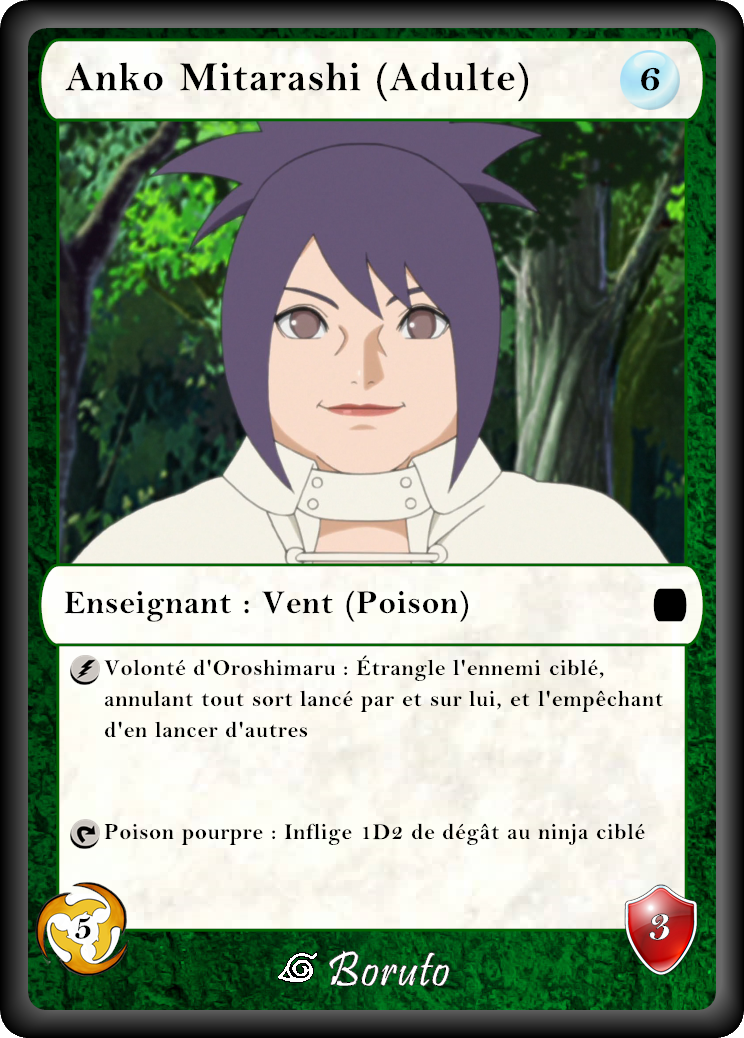 Anko Mitarashi (Adulte)
6
Enseignant : Vent (Poison)
Volonté d'Oroshimaru : Étrangle l'ennemi ciblé,
annulant tout sort lancé par et sur lui, et l'empêchant
d'en lancer d'autres
Poison pourpre : Inflige 1D2 de dégât au ninja ciblé
5
3
Boruto